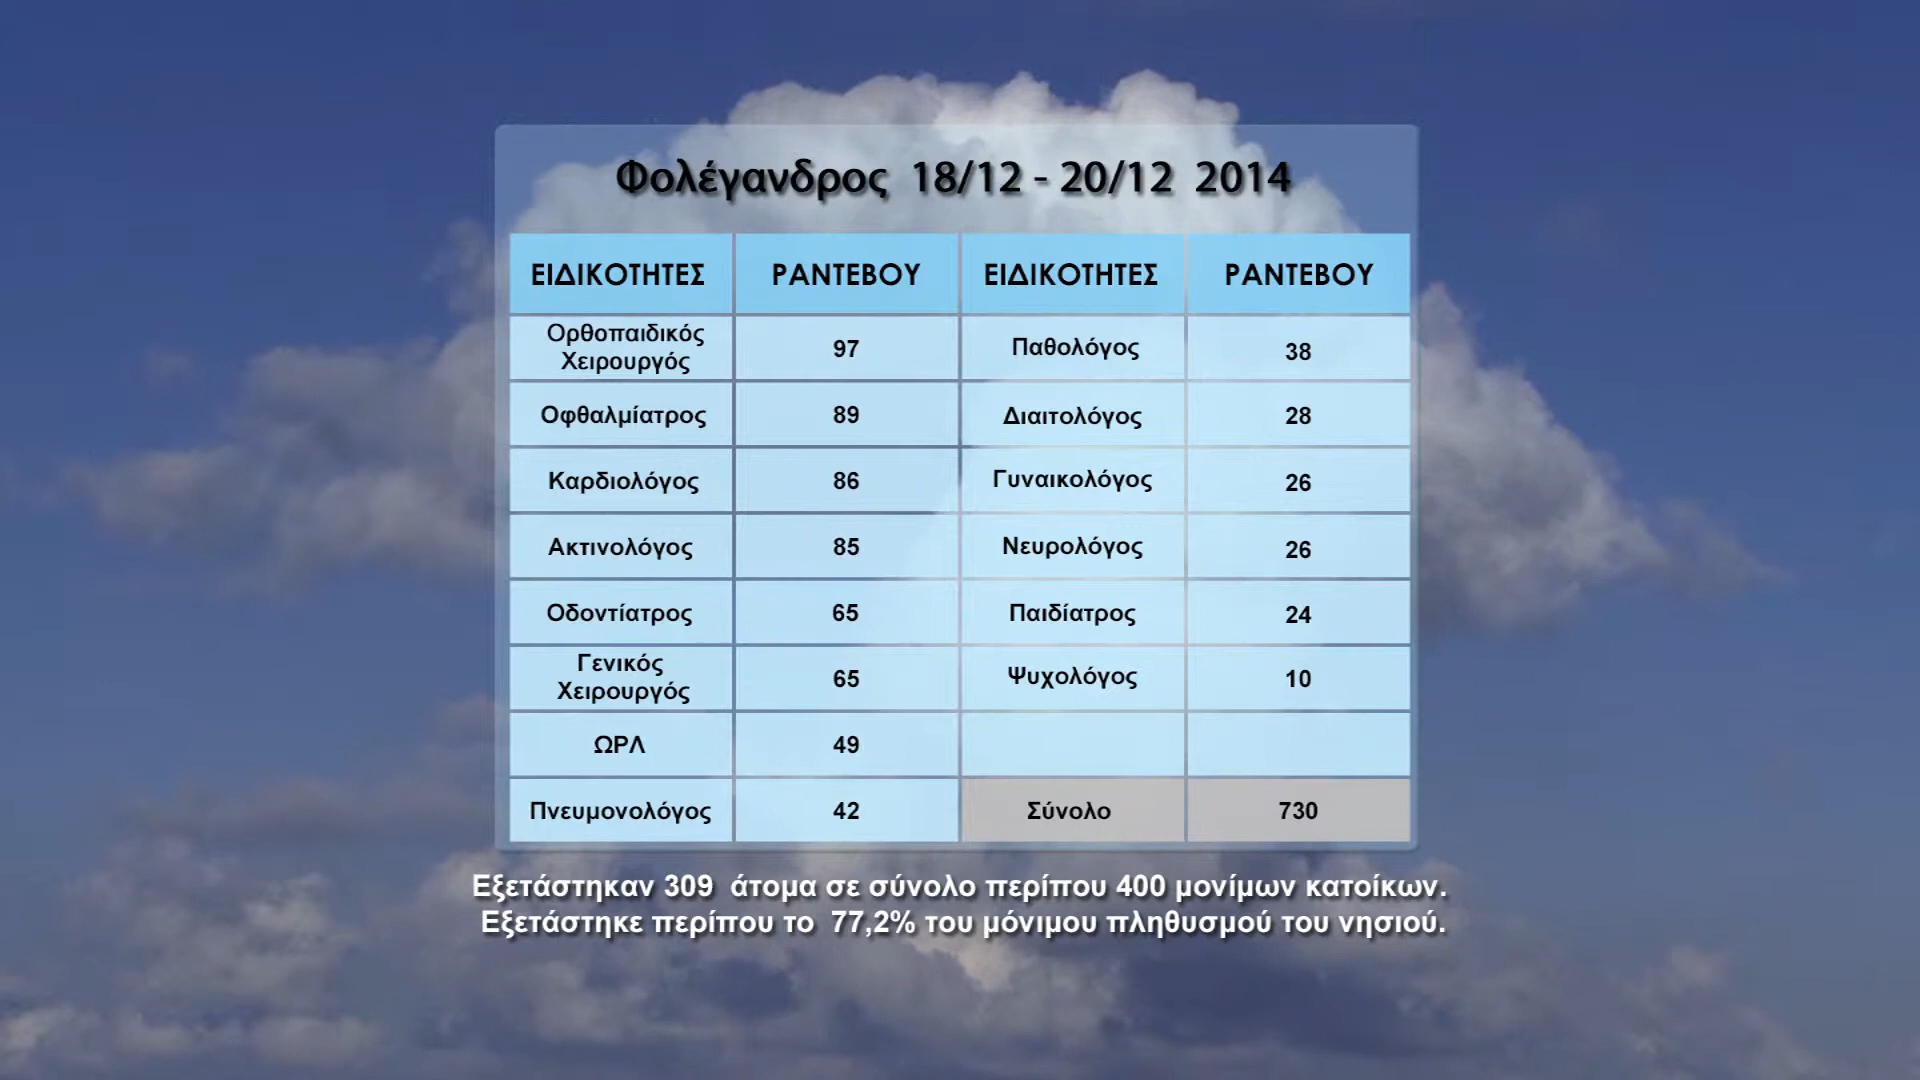 Φολέγανδρος 18/12 - 20/12 2014
ΕΙΔΙΚΟΤΗΤΕΣ ΡΑΝΤΕΒΟΥ ΕΙΔΙΚΟΤΗΤΕΣ ΡΑΝΤΕΒΟΥ
Ορθοπαιδικός
Χειρουργός 97 Παθολόγος 38
Οφθαλμίατρος 89 Διαιτολόγος 28
Καρδιολόγος 86 Γυναικολόγος 26
Ακτινολόγος 85 Νευρολόγος 26
Οδοντίατρος 65 Παιδίατρος 24
Γενικός
Χειρουργός 65 Ψυχολόγος 10
ΩΡΛ 49
Πνευμονολόγος 42 Σύνολο 730
Εξετάστηκαν 309 άτομα σε σύνολο περίπου 400 μονίμων κατοίκων.
Εξετάστηκε περίπου το 77,2% του μόνιμου πληθυσμού του νησιού.